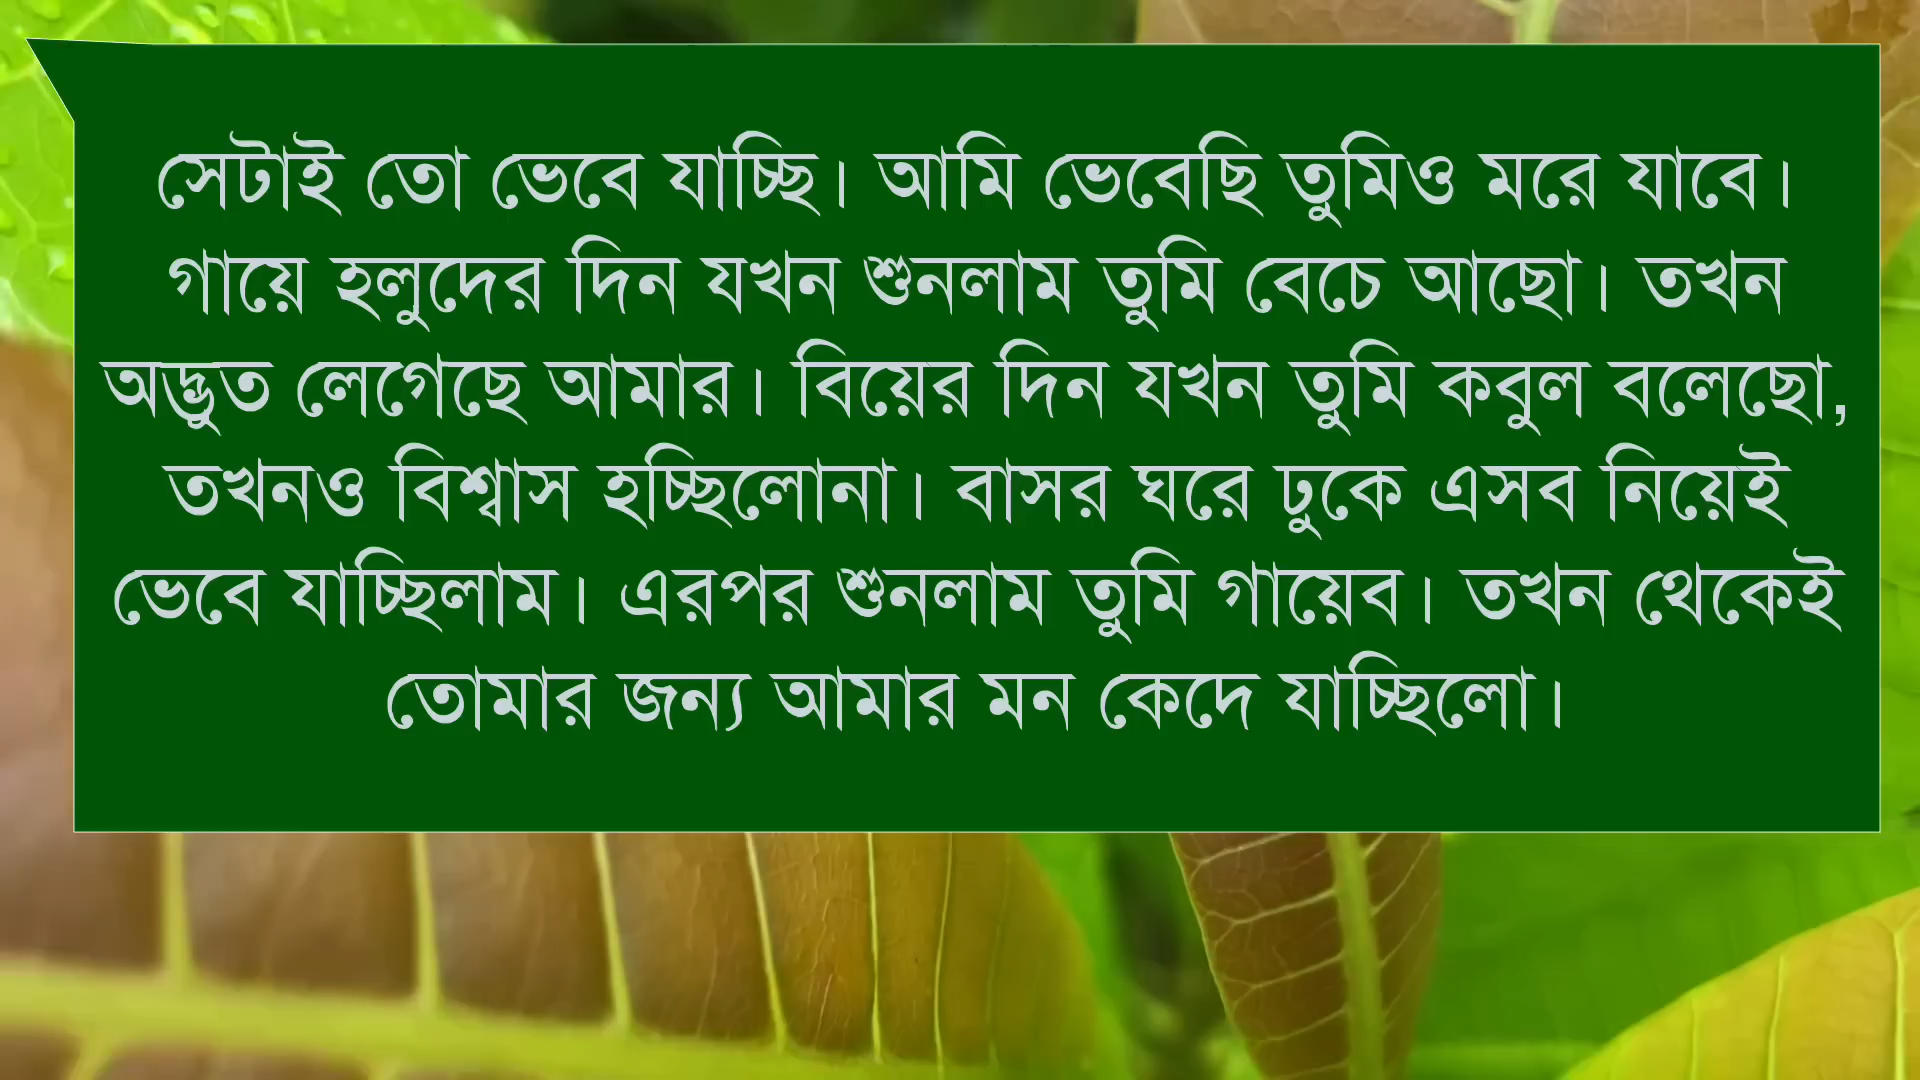 সেটাই তো ভেবে যাচ্ছি। আমি ভেবেছি তুমিও মরে যাবে।
গায়ে হলুদের দিন যখন শুনলাম তুমি বেচে আছো। তখন
অদ্ভুত লেগেছে আমার। বিয়ের দিন যখন তুমি কবুল বলেছো,
তখনও বিশ্বাস হচ্ছিলোনা। বাসর ঘরে ঢুকে এসব নিয়েই
ভেবে যাচ্ছিলাম। এরপর শুনলাম তুমি গায়েব। তখন থেকেই
তোমার জন্য আমার মন কেদে যাচ্ছিলো।